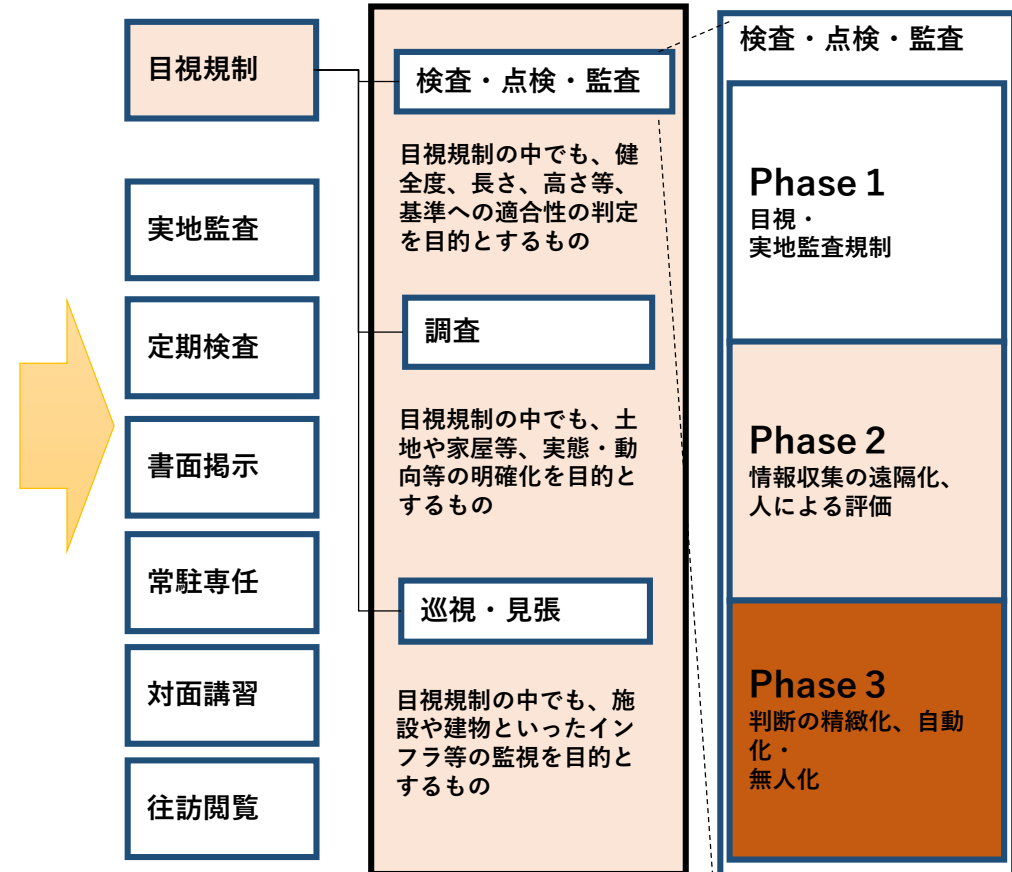 目視規制
実地監査
定期検査
書面掲示
常駐専任
対面講習
往訪閲覧
検査・点検・監査
目視規制の中でも、健
全度、長さ、高さ等、
基準への適合性の判定
を目的とするもの
調査
目視規制の中でも、土
地や家屋等、実態・動
向等の明確化を目的と
するもの
巡視・見張
目視規制の中でも、施
設や建物といったイン
フラ等の監視を目的と
するもの
検査・点検・監査
Phase 1
目視・
実地監査規制
Phase 2
情報収集の遠隔化、
人による評価
Phase 3
判断の精緻化、自動
化・
無人化